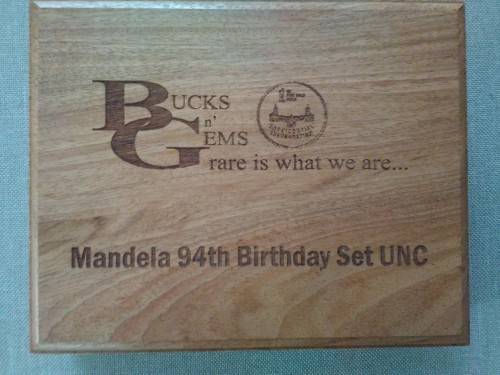 BUCKS
n'
GEMS
rare is what we are...
Mandela 94th Birthday Set UNC